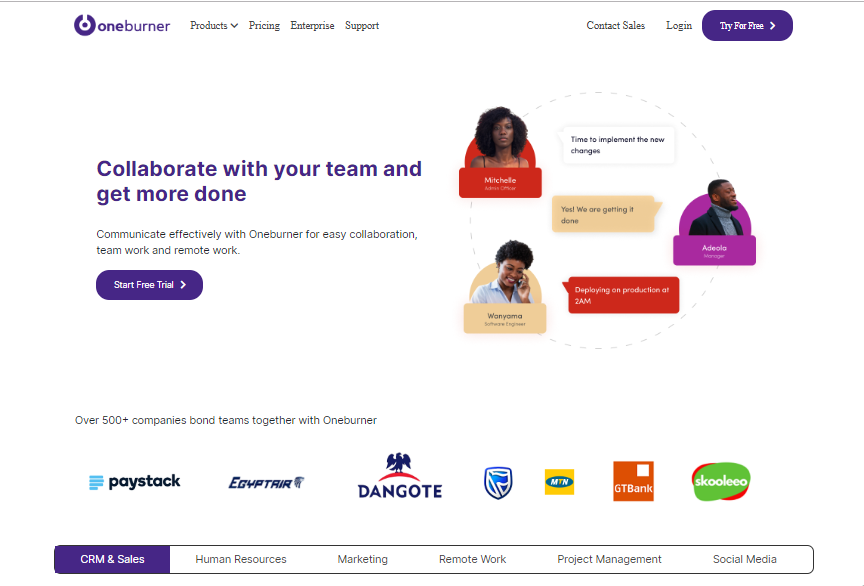 oneburner Products Pricing Enterprise Support Contact Sales Login Try For Free
Collaborate with your team and
get more done
Communicate effectively with Oneburner for easy collaboration,
team work and remote work.
Start Free Trial
Mitchelle
Admin Officer
Time to implement the new
changes
Yes! We are getting it
done
Adeola
Manager
Wanyama
Software Engineer
Deploying on production at
2AM
Over 500+ companies bond teams together with Oneburner
paystack EGYPTAIR DANGOTE MTN GTBank skooleeo
CRM & Sales Human Resources Marketing Remote Work Project Management Social Media